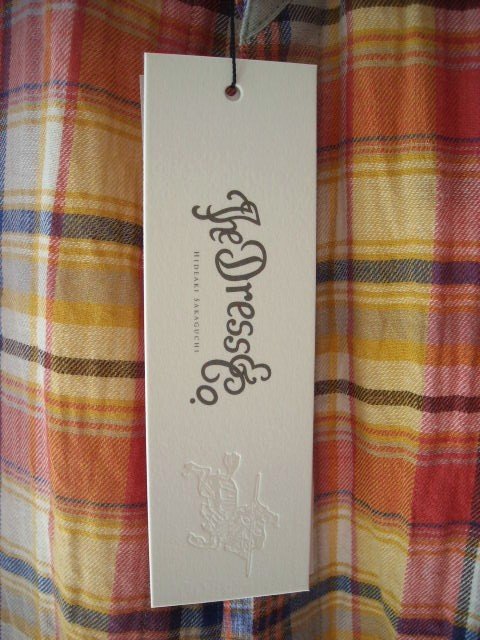 The Dress & Co.
HIDEAKI SAKAGUCHI